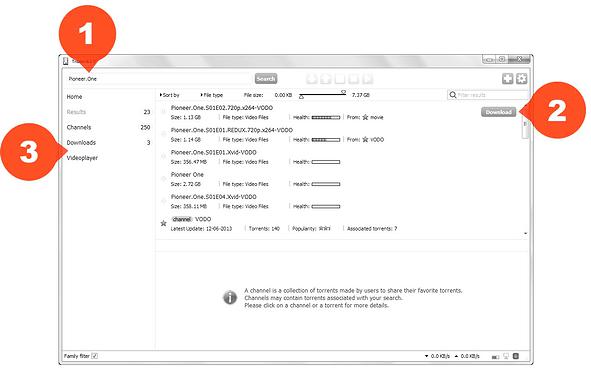 1
Pioneer.One
Search
Home
Results 23
Channels 250
Downloads 3
Videoplayer
Sort by File type File size: 0.00 KB 7.37 GB Filter results
Pioneer.One.S01E02.720p.x264-VODO
Size: 1.13 GB File type: Video Files Health: From: movie
Download
2
Pioneer.One.S01E01.REDUX.720p.x264-VODO
Size: 1.14 GB File type: Video Files Health: From: VODO
3
Pioneer.One.S01E01.Xvid-VODO
Size: 356.47 MB File type: Video Files Health:
Pioneer One
Size: 2.72 GB File type: Video Files Health:
Pioneer.One.S01E04.Xvid-VODO
Size: 358.11 MB File type: Video Files Health:
channel VODO
Latest Update: 12-06-2013 Torrents: 140 Popularity: Associated torrents: 7
A channel is a collection of torrents made by users to share their favorite torrents.
Channels may contain torrents associated with your search.
Please click on a channel or a torrent for more details.
Family filter 0.0 KB/s 0.0 KB/s